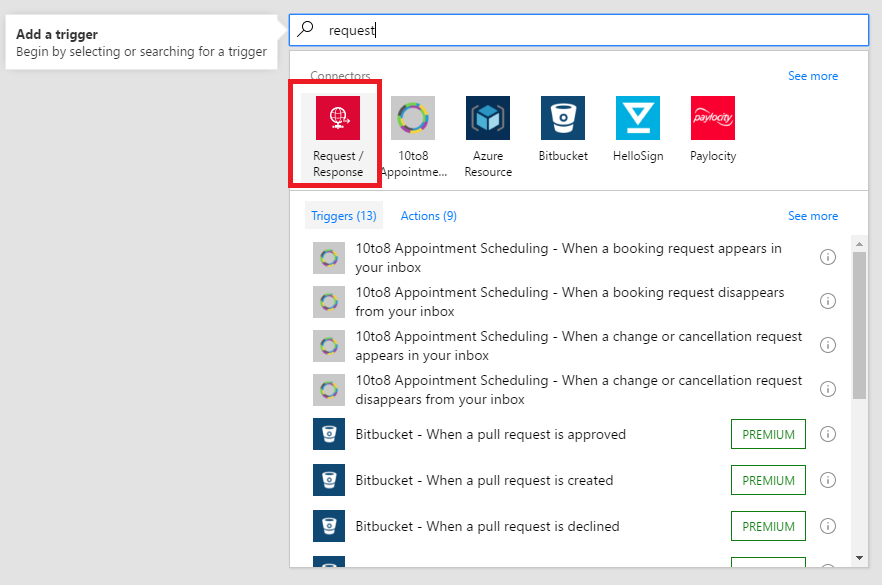 Add a trigger
Begin by selecting or searching for a trigger
request
Connectors
See more
Request /
Response
10to8
Appointme...
Azure
Resource
Bitbucket
HelloSign
paylocity
Paylocity
Triggers (13)
Actions (9)
See more
10to8 Appointment Scheduling - When a booking request appears in
your inbox
10to8 Appointment Scheduling - When a booking request disappears
from your inbox
10to8 Appointment Scheduling - When a change or cancellation request
appears in your inbox
10to8 Appointment Scheduling - When a change or cancellation request
disappears from your inbox
Bitbucket - When a pull request is approved
PREMIUM
Bitbucket - When a pull request is created
PREMIUM
Bitbucket - When a pull request is declined
PREMIUM